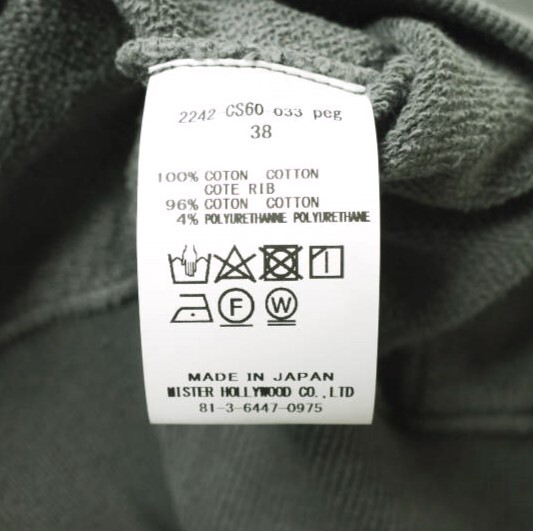 2242-CS60 033 peg
38
100% COTON COTTON
COTE RIB
96% COTON COTTON
4% POLYURETHANNE POLYURETHANE
F W
MADE IN JAPAN
MISTER HOLLYWOOD CO.,LTD
81-3-6447-0975